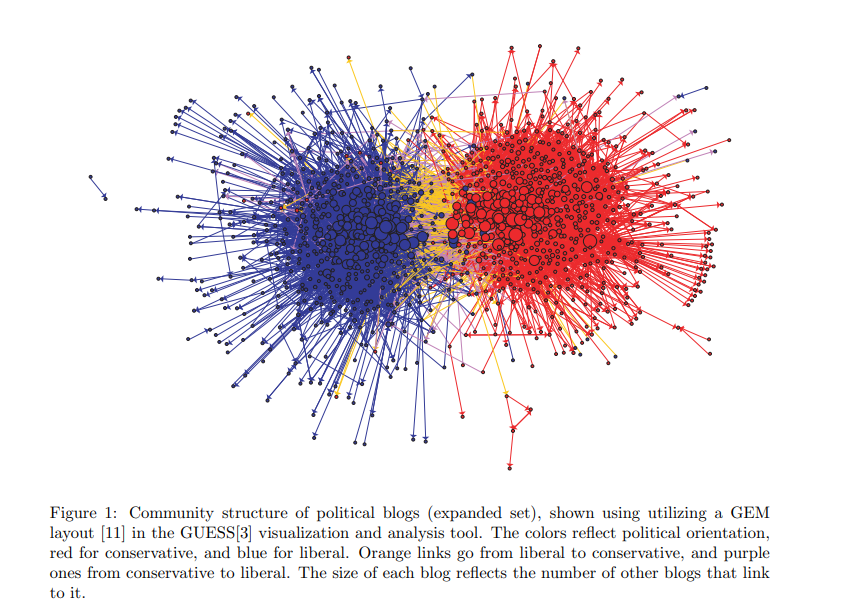 Figure 1: Community structure of political blogs (expanded set), shown using utilizing a GEM
layout [11] in the GUESS[3] visualization and analysis tool. The colors reflect political orientation,
red for conservative, and blue for liberal. Orange links go from liberal to conservative, and purple
ones from conservative to liberal. The size of each blog reflects the number of other blogs that link
to it.